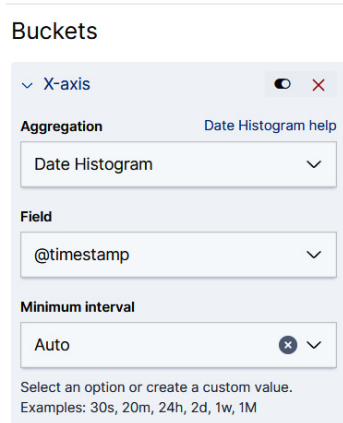 Buckets
X-axis
Aggregation Date Histogram help
Date Histogram
Field
@timestamp
Minimum interval
Auto
Select an option or create a custom value.
Examples: 30s, 20m, 24h, 2d, 1w, 1M